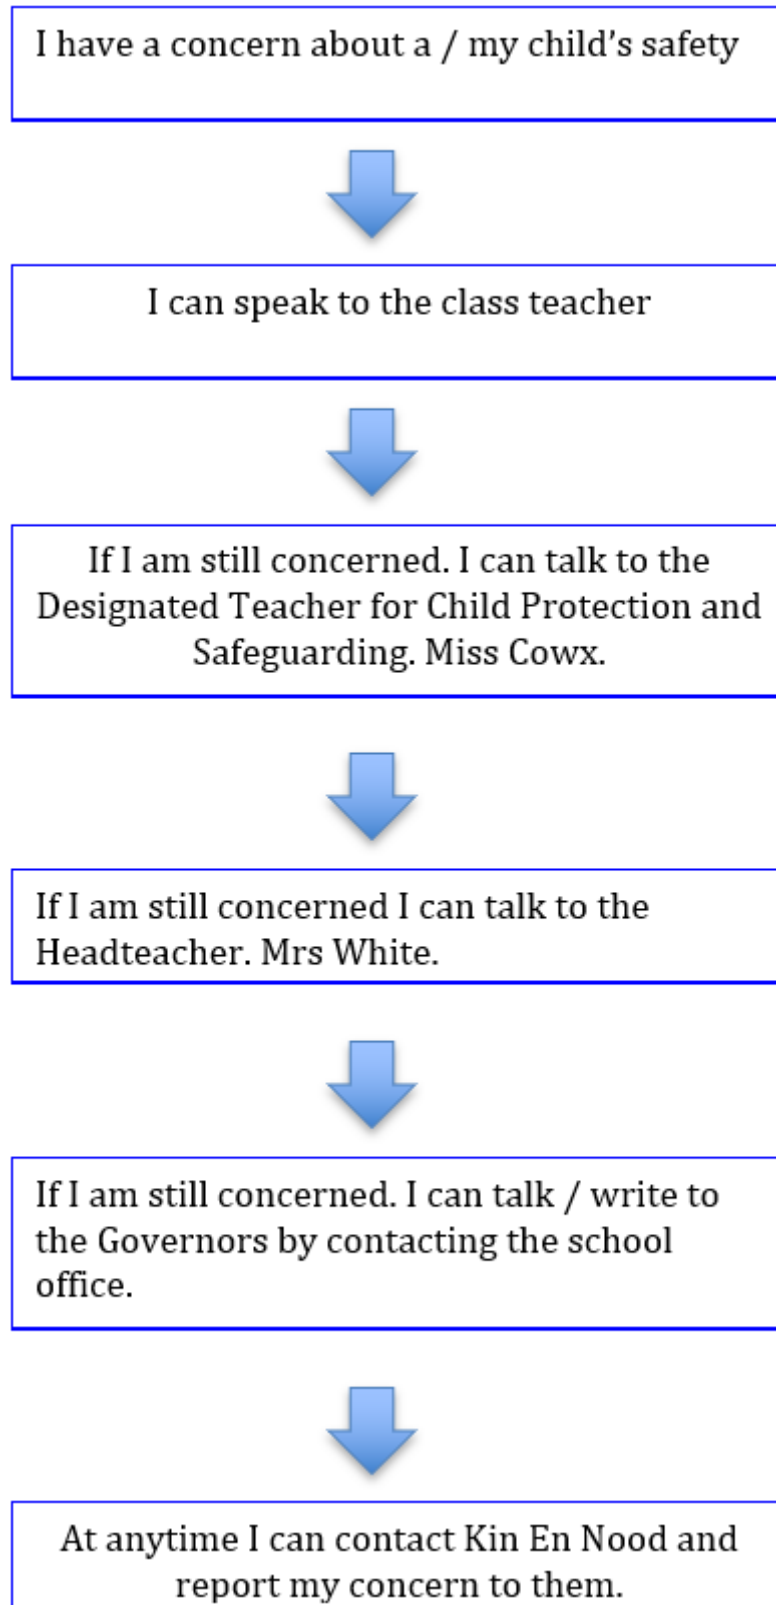 I have a concern about a / my child’s safety
I can speak to the class teacher
If I am still concerned. I can talk to the
Designated Teacher for Child Protection and
Safeguarding. Miss Cowx.
If I am still concerned I can talk to the
Headteacher. Mrs White.
If I am still concerned. I can talk / write to
the Governors by contacting the school
office.
At anytime I can contact Kin En Nood and
report my concern to them.